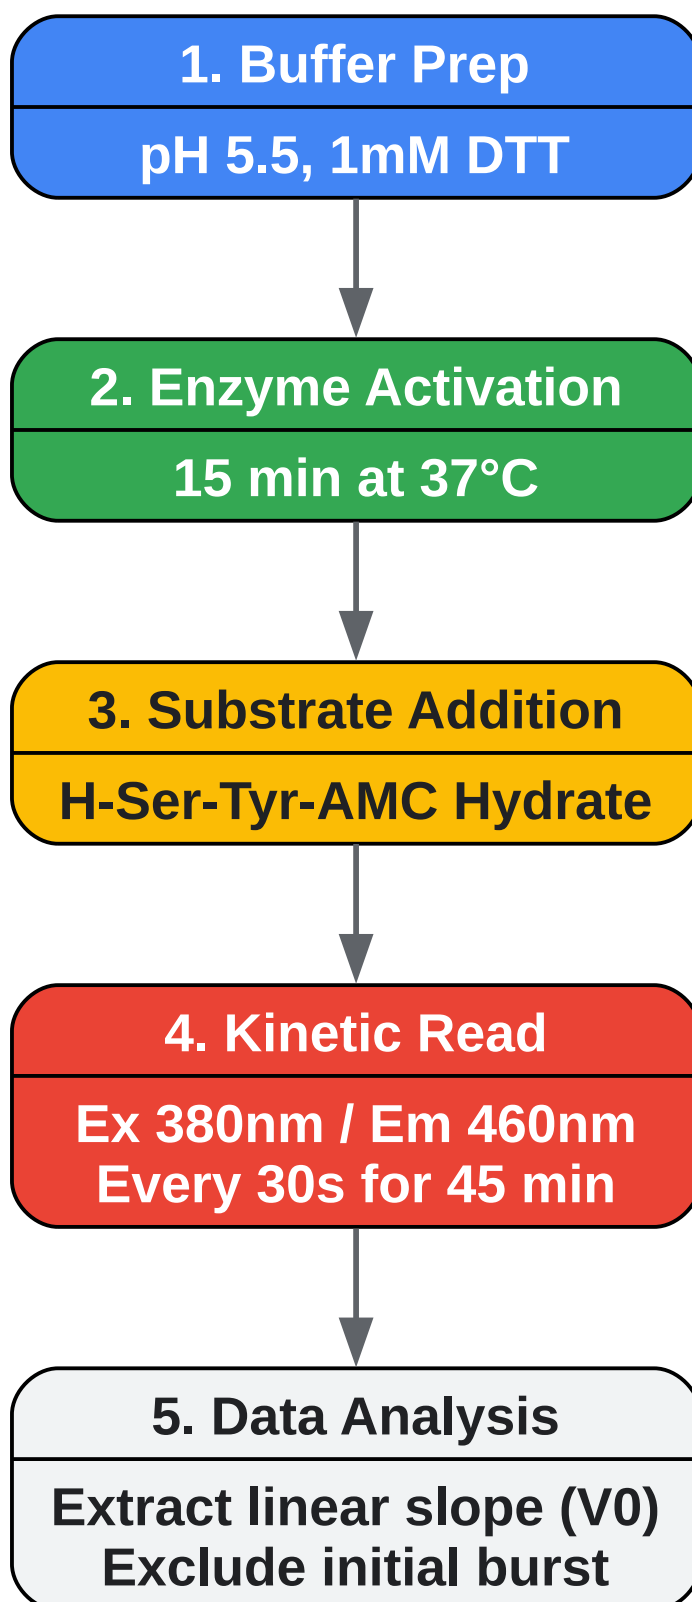 1. Buffer Prep
pH 5.5, 1mM DTT
2. Enzyme Activation
15 min at 37°C
3. Substrate Addition
H-Ser-Tyr-AMC Hydrate
4. Kinetic Read
Ex 380nm / Em 460nm
Every 30s for 45 min
5. Data Analysis
Extract linear slope (V0)
Exclude initial burst